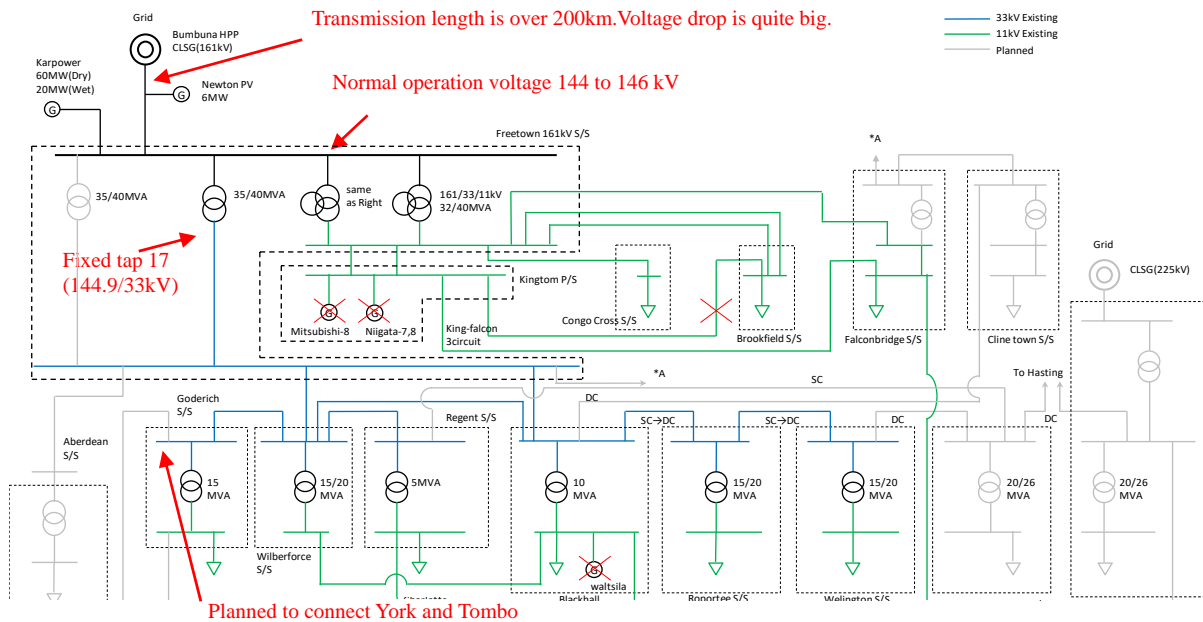 Transmission length is over 200km.Voltage drop is quite big.
Grid
33kV Existing
11kV Existing
Planned
Bumbuna HPP
CLSG(161kV)
Karpower
60MW(Dry)
20MW(Wet)
G
G
Newton PV
6MW
Normal operation voltage 144 to 146 kV
Freetown 161kV S/S
*A
35/40MVA
35/40MVA
same
as Right
161/33/11kV
32/40MVA
Fixed tap 17
(144.9/33kV)
Grid
CLSG(225kV)
Kingtom P/S
G
G
Mitsubishi-8
Niigata-7,8
King-falcon
3circuit
Congo Cross S/S
Brookfield S/S
Falconbridge S/S
Cline town S/S
*A
SC
To Hasting
DC
Goderich
S/S
Regent S/S
SC→DC
SC→DC
DC
DC
Aberdean
S/S
15
MVA
15/20
MVA
5MVA
10
MVA
15/20
MVA
15/20
MVA
20/26
MVA
20/26
MVA
Wilberforce
S/S
G
waltsila
Blackhall
Roportee S/S
Welington S/S
Planned to connect York and Tombo